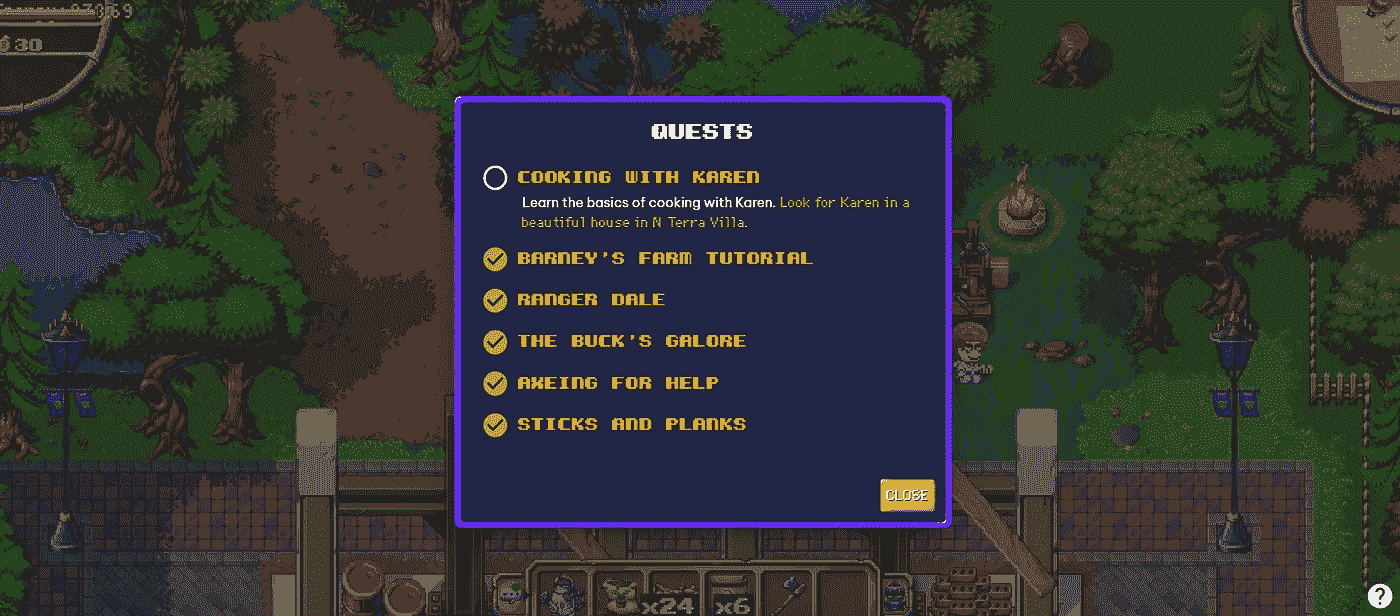 30
QUESTS
COOKING WITH KAREN
Learn the basics of cooking with Karen. Look for Karen in a
beautiful house in N Terra Villa.
BARNEY'S FARM TUTORIAL
RANGER DALE
THE BUCK'S GALORE
AXEING FOR HELP
STICKS AND PLANKS
CLOSE
x24 x6
?